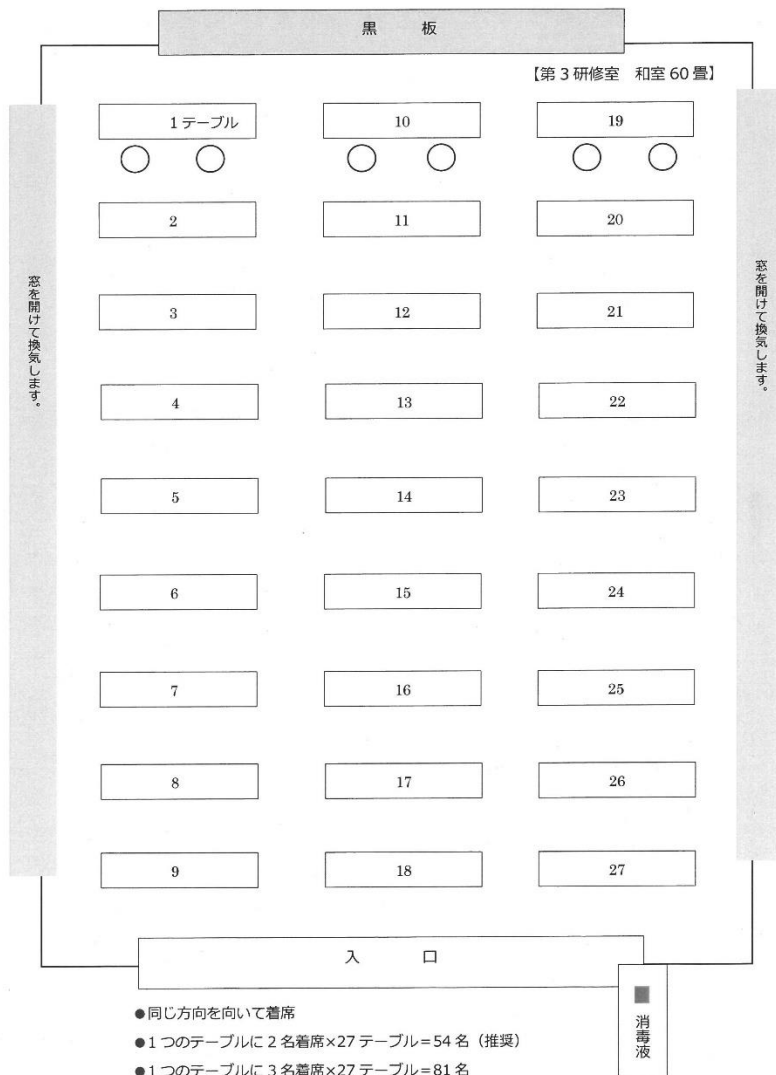 黒 板
【第3研修室 和室60畳】
1テーブル
10
19
2
11
20
3
12
21
4
13
22
5
14
23
6
15
24
7
16
25
8
17
26
9
18
27
窓を開けて換気します。
窓を開けて換気します。
入 口
消毒液
●同じ方向を向いて着席
●1つのテーブルに2名着席×27テーブル=54名（推奨）
●1つのテーブルに3名着席×27テーブル=81名